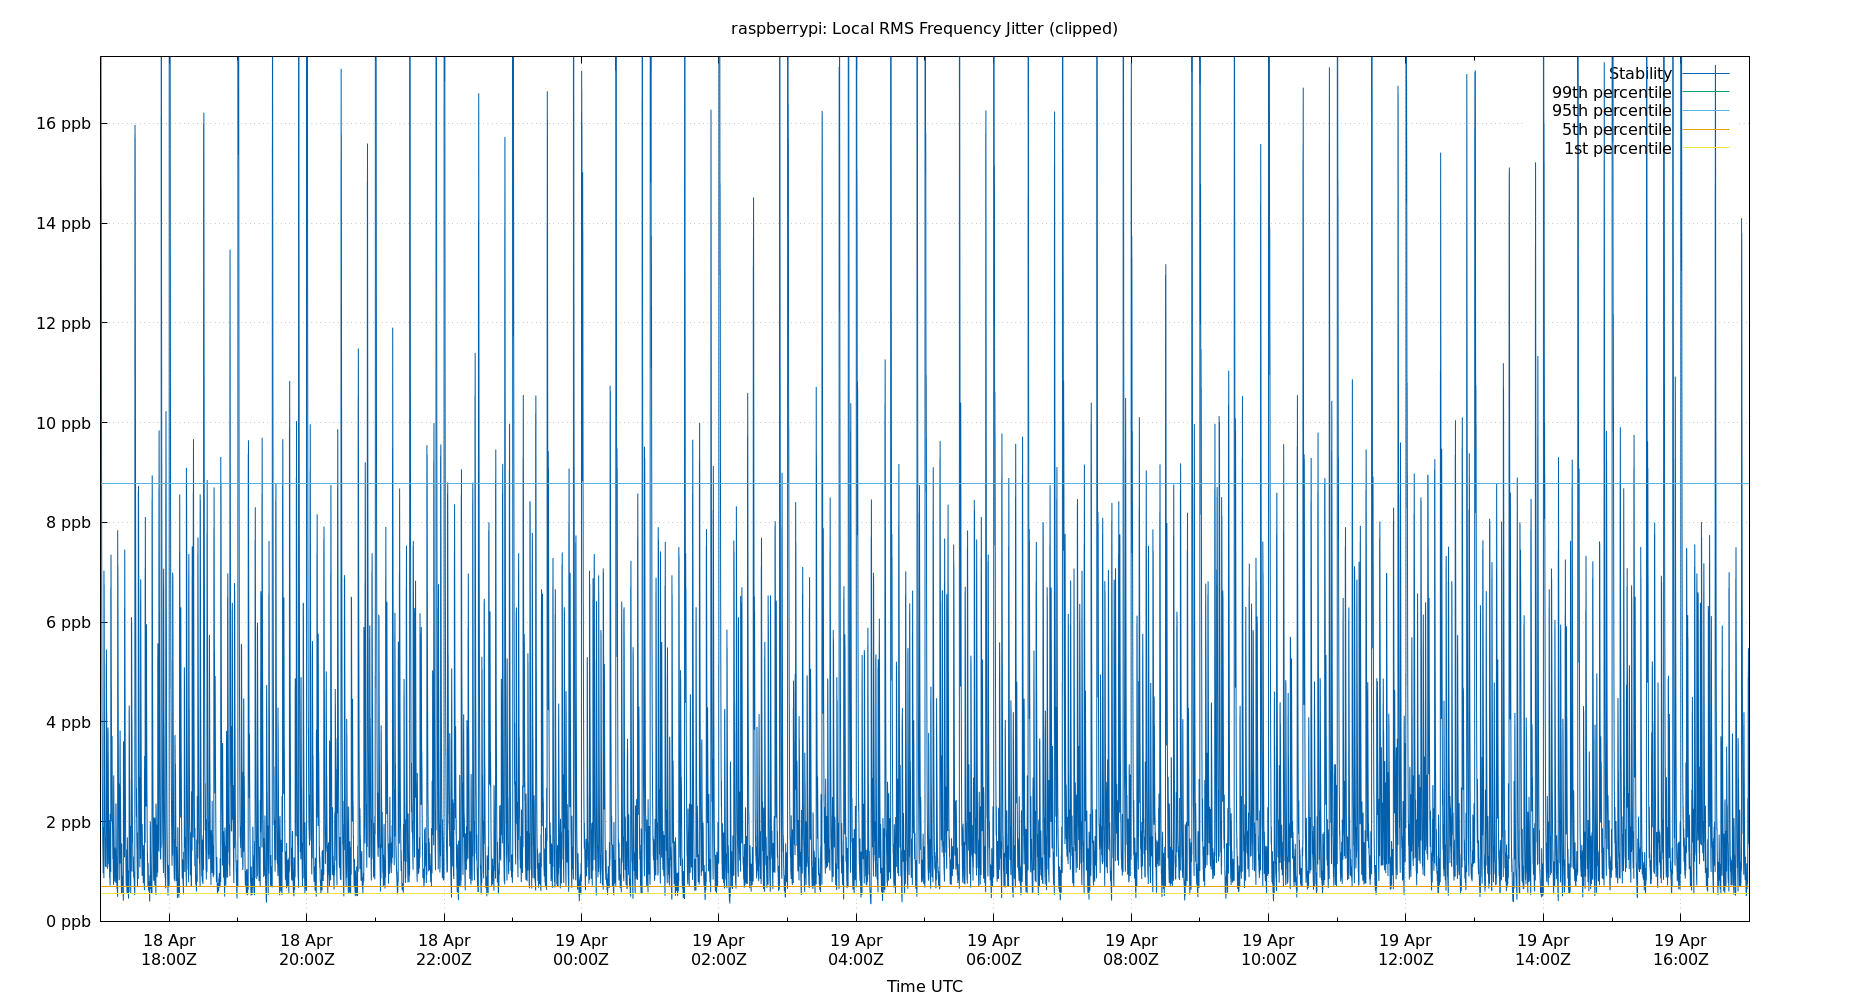 raspberrypi: Local RMS Frequency Jitter (clipped)
Stability
99th percentile
95th percentile
5th percentile
1st percentile
16 ppb
14 ppb
12 ppb
10 ppb
8 ppb
6 ppb
4 ppb
2 ppb
0 ppb
18 Apr 18 Apr 18 Apr 19 Apr 19 Apr 19 Apr 19 Apr 19 Apr 19 Apr 19 Apr 19 Apr 19 Apr
18:00Z 20:00Z 22:00Z 00:00Z 02:00Z 04:00Z 06:00Z 08:00Z 10:00Z 12:00Z 14:00Z 16:00Z
Time UTC